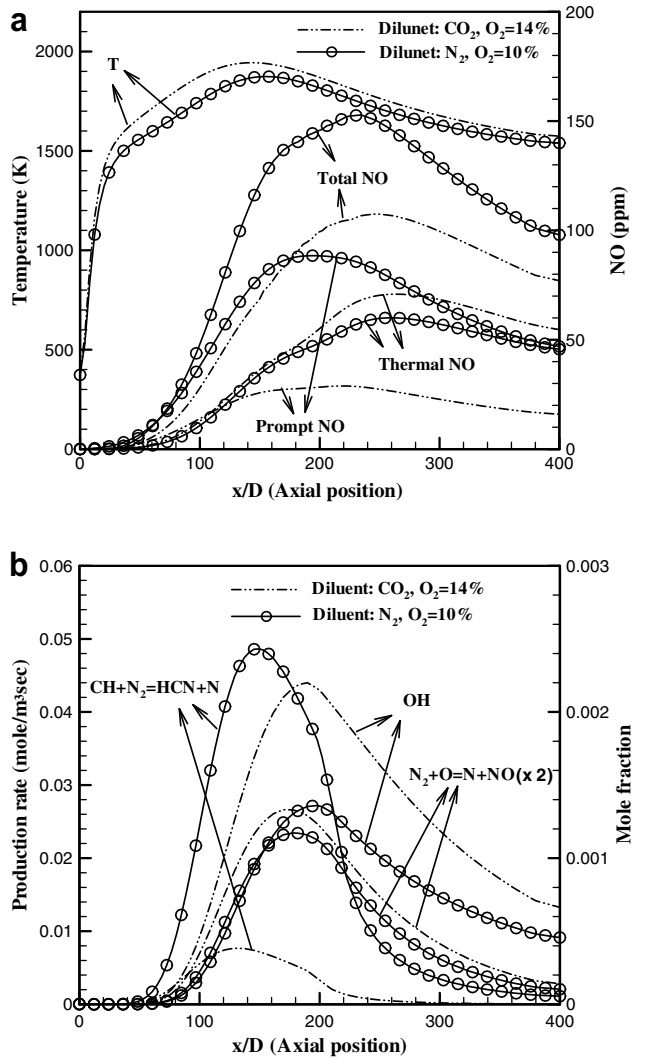 a
Dilunet: CO₂, O₂=14%
Dilunet: N₂, O₂=10%
T
Total NO
Thermal NO
Prompt NO
2000
1500
1000
500
0
Temperature (K)
200
150
100
50
0
NO (ppm)
0 100 200 300 400
x/D (Axial position)
b
Diluent: CO₂, O₂=14%
Diluent: N₂, O₂=10%
CH+N₂=HCN+N
OH
N₂+O=N+NO(x 2)
0.06
0.05
0.04
0.03
0.02
0.01
0
Production rate (mole/m³sec)
0.003
0.002
0.001
0.000
Mole fraction
0 100 200 300 400
x/D (Axial position)